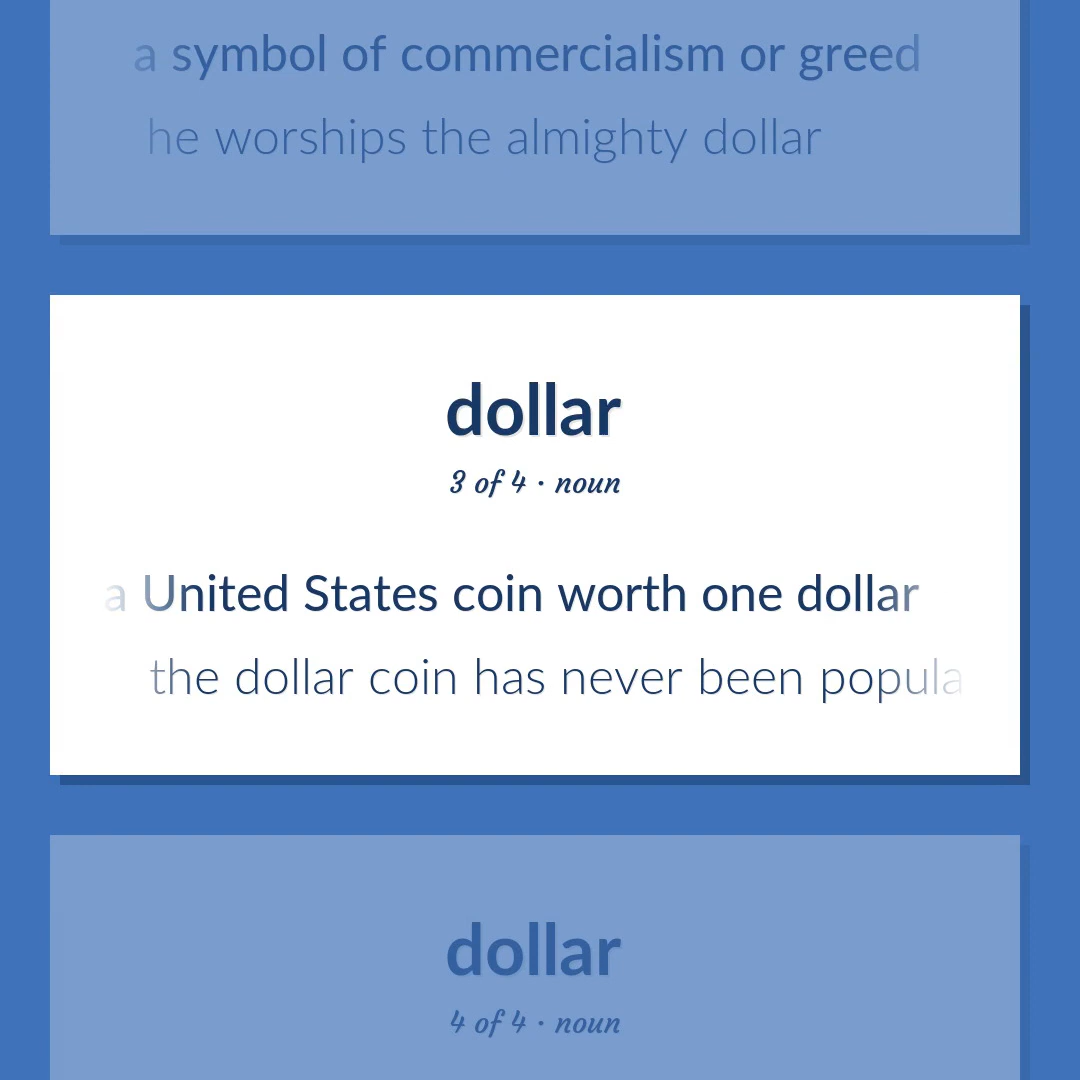 a symbol of commercialism or greed
he worships the almighty dollar
dollar
3 of 4 · noun
a United States coin worth one dollar
the dollar coin has never been popula
dollar
4 of 4 · noun